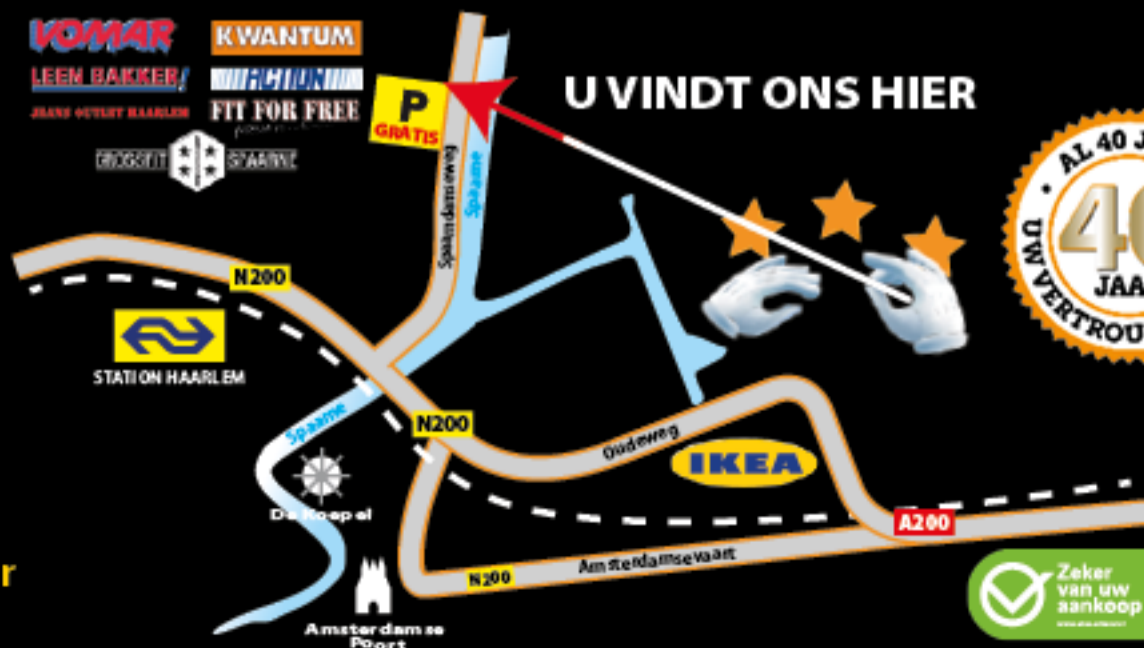 VOMAR
KWANTUM
LEEN BAKKER!
ACTION
JEANS OUTLET HAARLEM
FIT FOR FREE
CROSSFIT SPAARNE
P
GRATIS
U VINDT ONS HIER
Spaarndamseweg
Spaarne
AL 40 J
40
JAA
UW VERTROU
N200
STATION HAARLEM
Spaarne
N200
Oudeweg
IKEA
De Koepel
A200
Amsterdamsevaart
N200
r
Amsterdamse
Poort
Zeker
van uw
aankoop